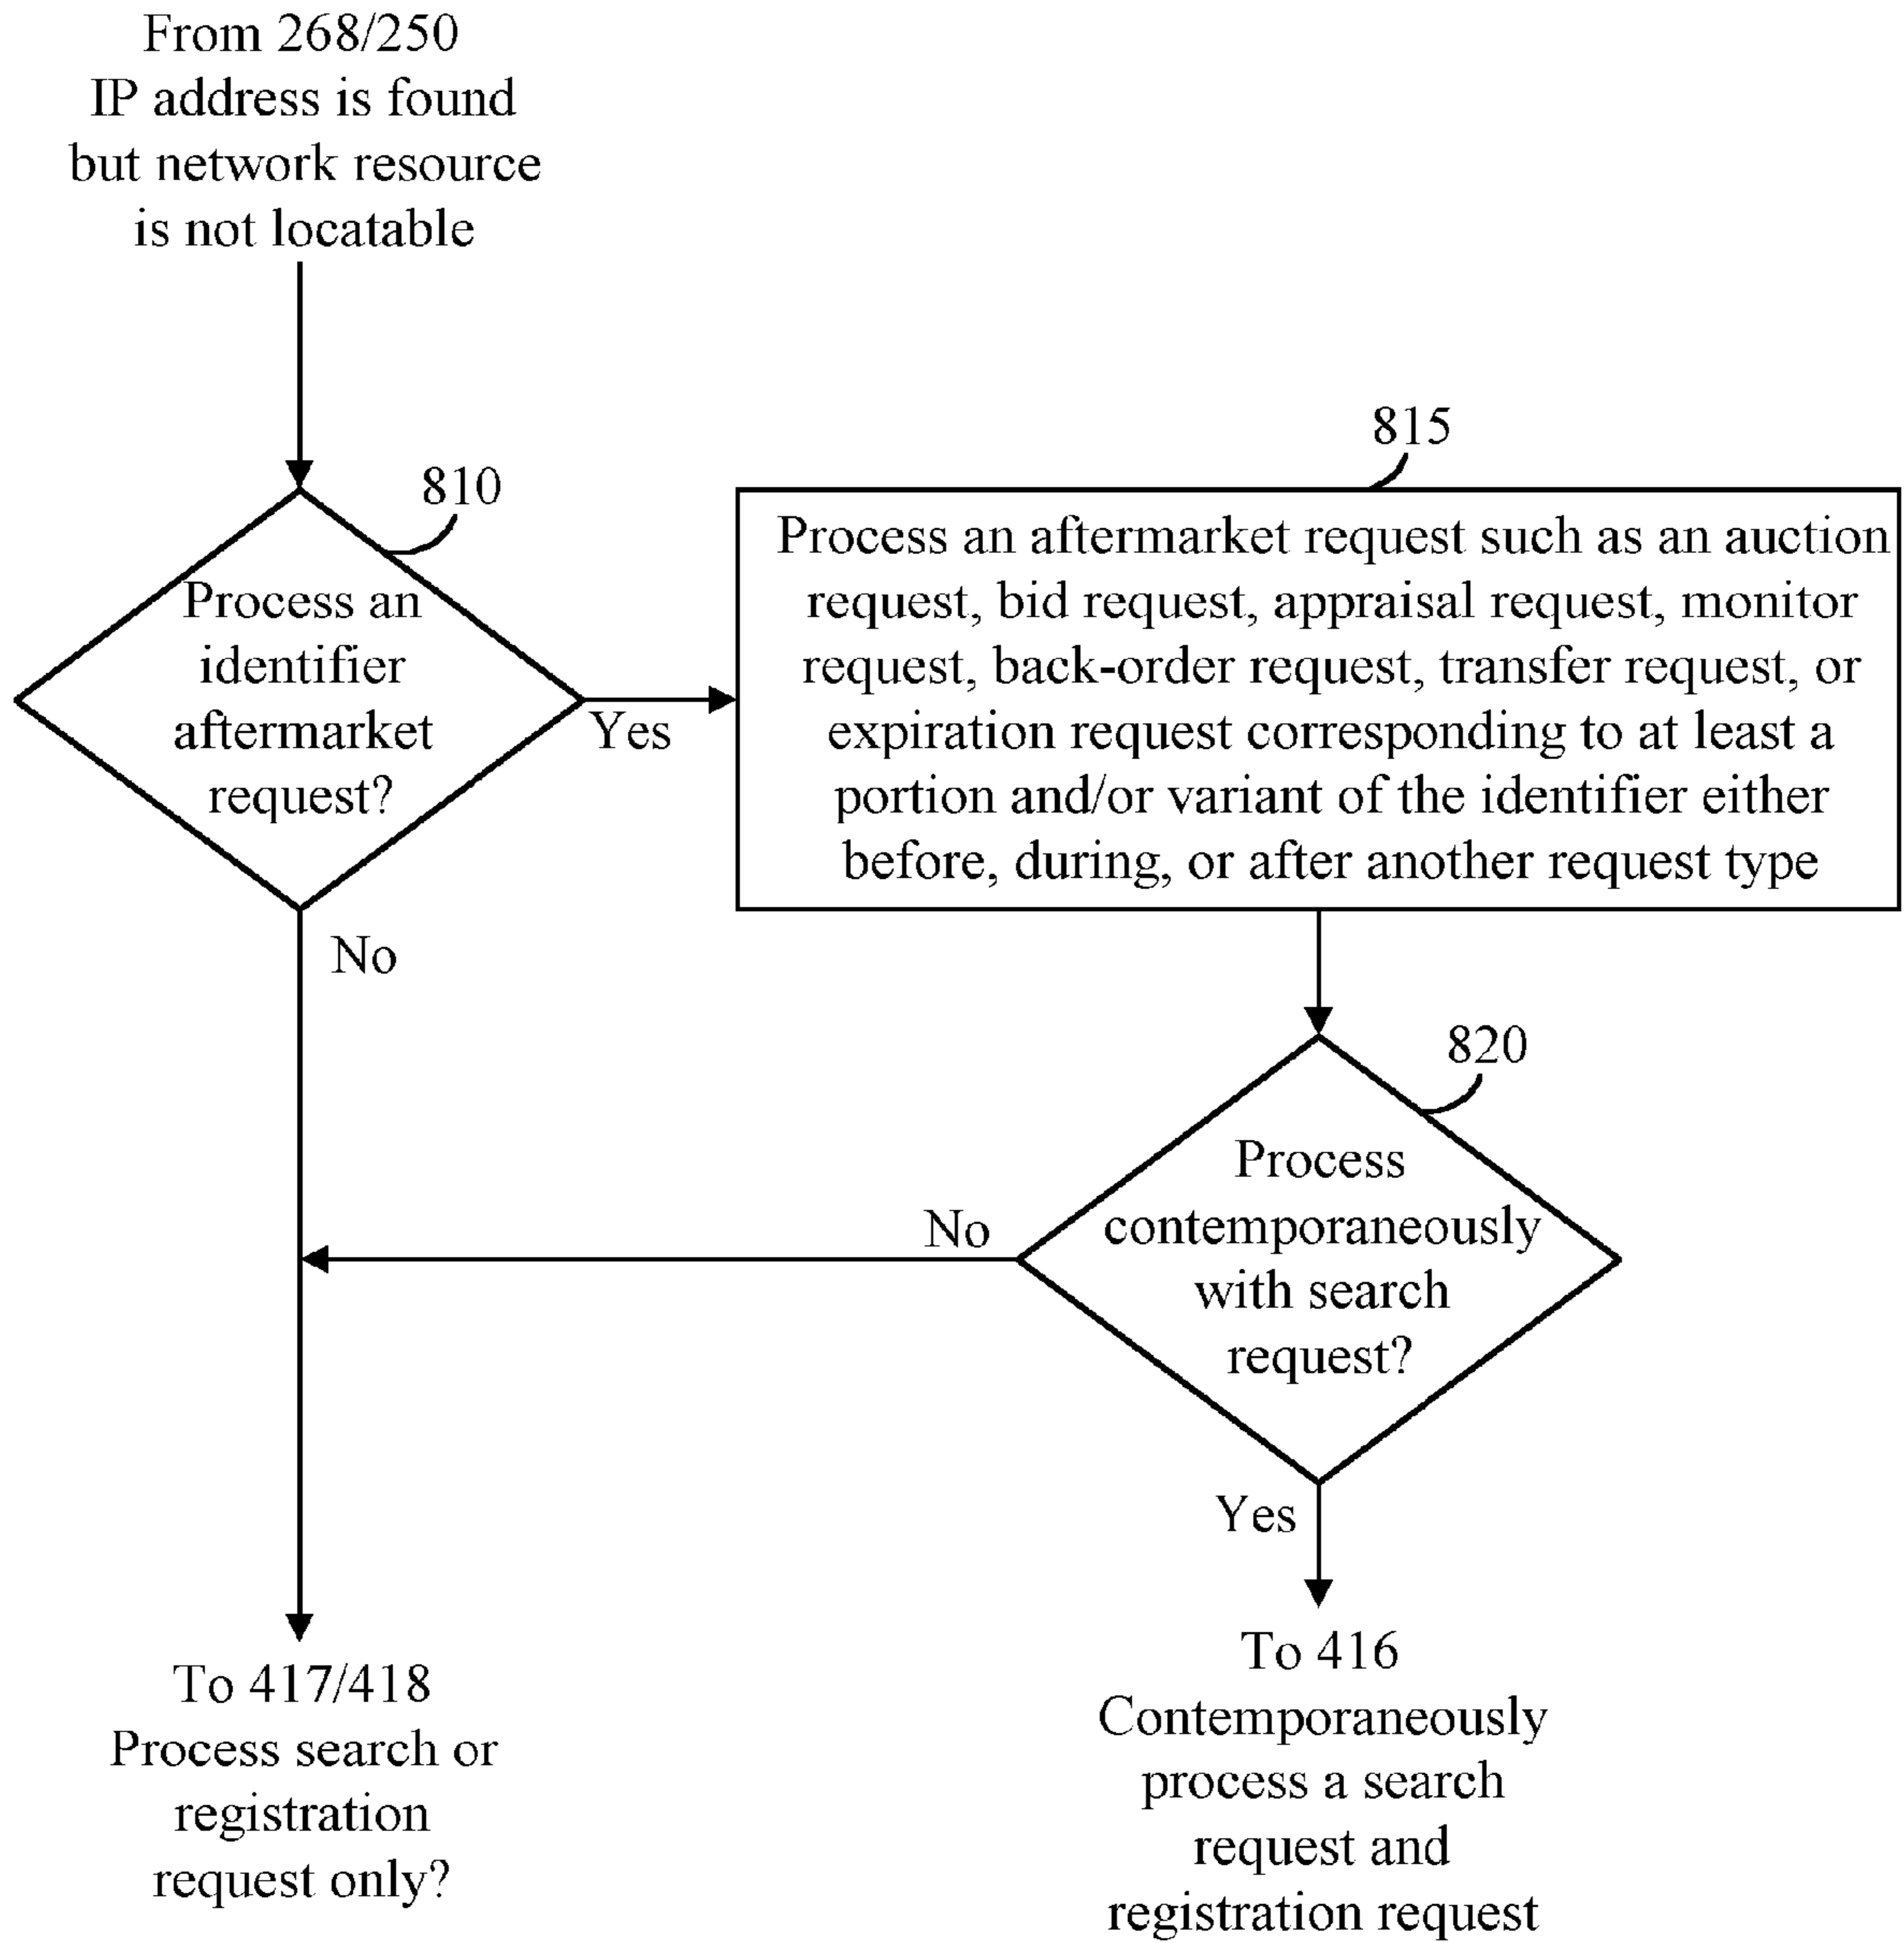 From 268/250
IP address is found
but network resource
is not locatable
810
Process an
identifier
aftermarket
request?
Yes
No
815
Process an aftermarket request such as an auction
request, bid request, appraisal request, monitor
request, back-order request, transfer request, or
expiration request corresponding to at least a
portion and/or variant of the identifier either
before, during, or after another request type
820
Process
contemporaneously
with search
request?
No
Yes
To 417/418
Process search or
registration
request only?
To 416
Contemporaneously
process a search
request and
registration request